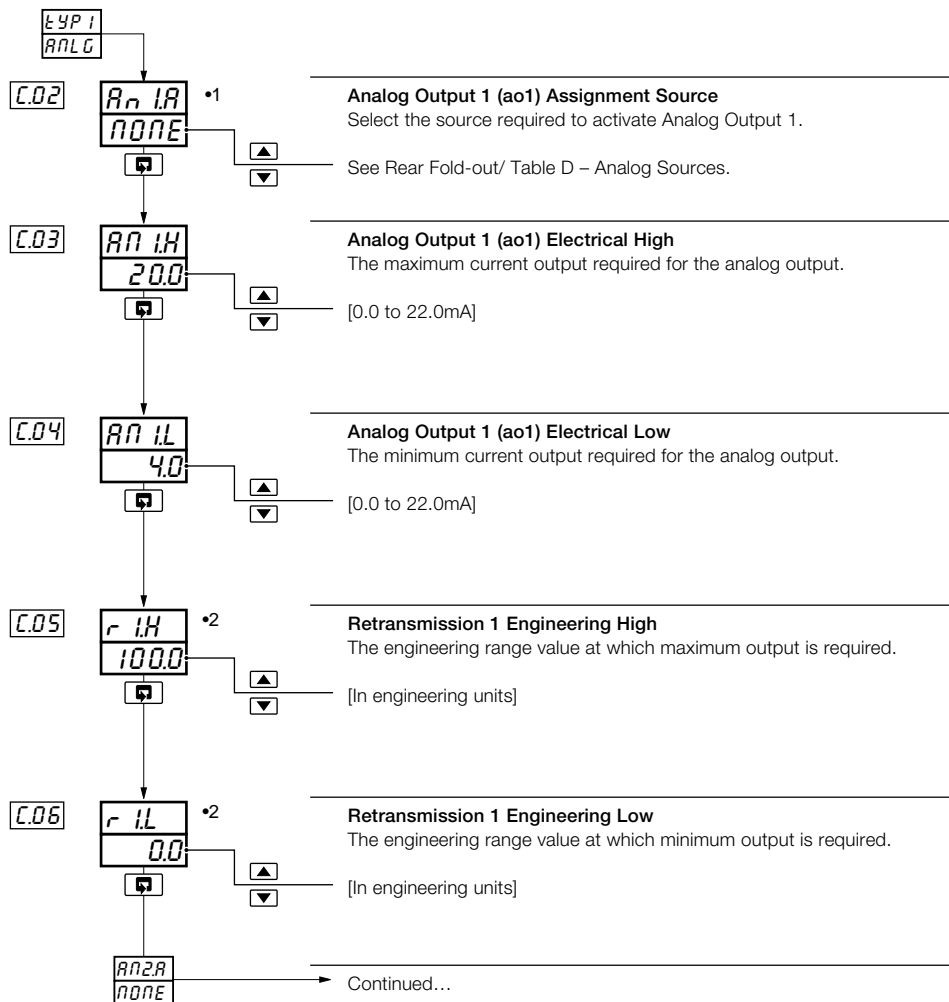 tYP1
ANLG
C.02
An 1.A
NONE
•1
Analog Output 1 (ao1) Assignment Source
Select the source required to activate Analog Output 1.
See Rear Fold-out/ Table D – Analog Sources.
C.03
AN 1.H
20.0
Analog Output 1 (ao1) Electrical High
The maximum current output required for the analog output.
[0.0 to 22.0mA]
C.04
AN 1.L
4.0
Analog Output 1 (ao1) Electrical Low
The minimum current output required for the analog output.
[0.0 to 22.0mA]
C.05
r 1.H
100.0
•2
Retransmission 1 Engineering High
The engineering range value at which maximum output is required.
[In engineering units]
C.06
r 1.L
0.0
•2
Retransmission 1 Engineering Low
The engineering range value at which minimum output is required.
[In engineering units]
AN2.A
NONE
Continued…